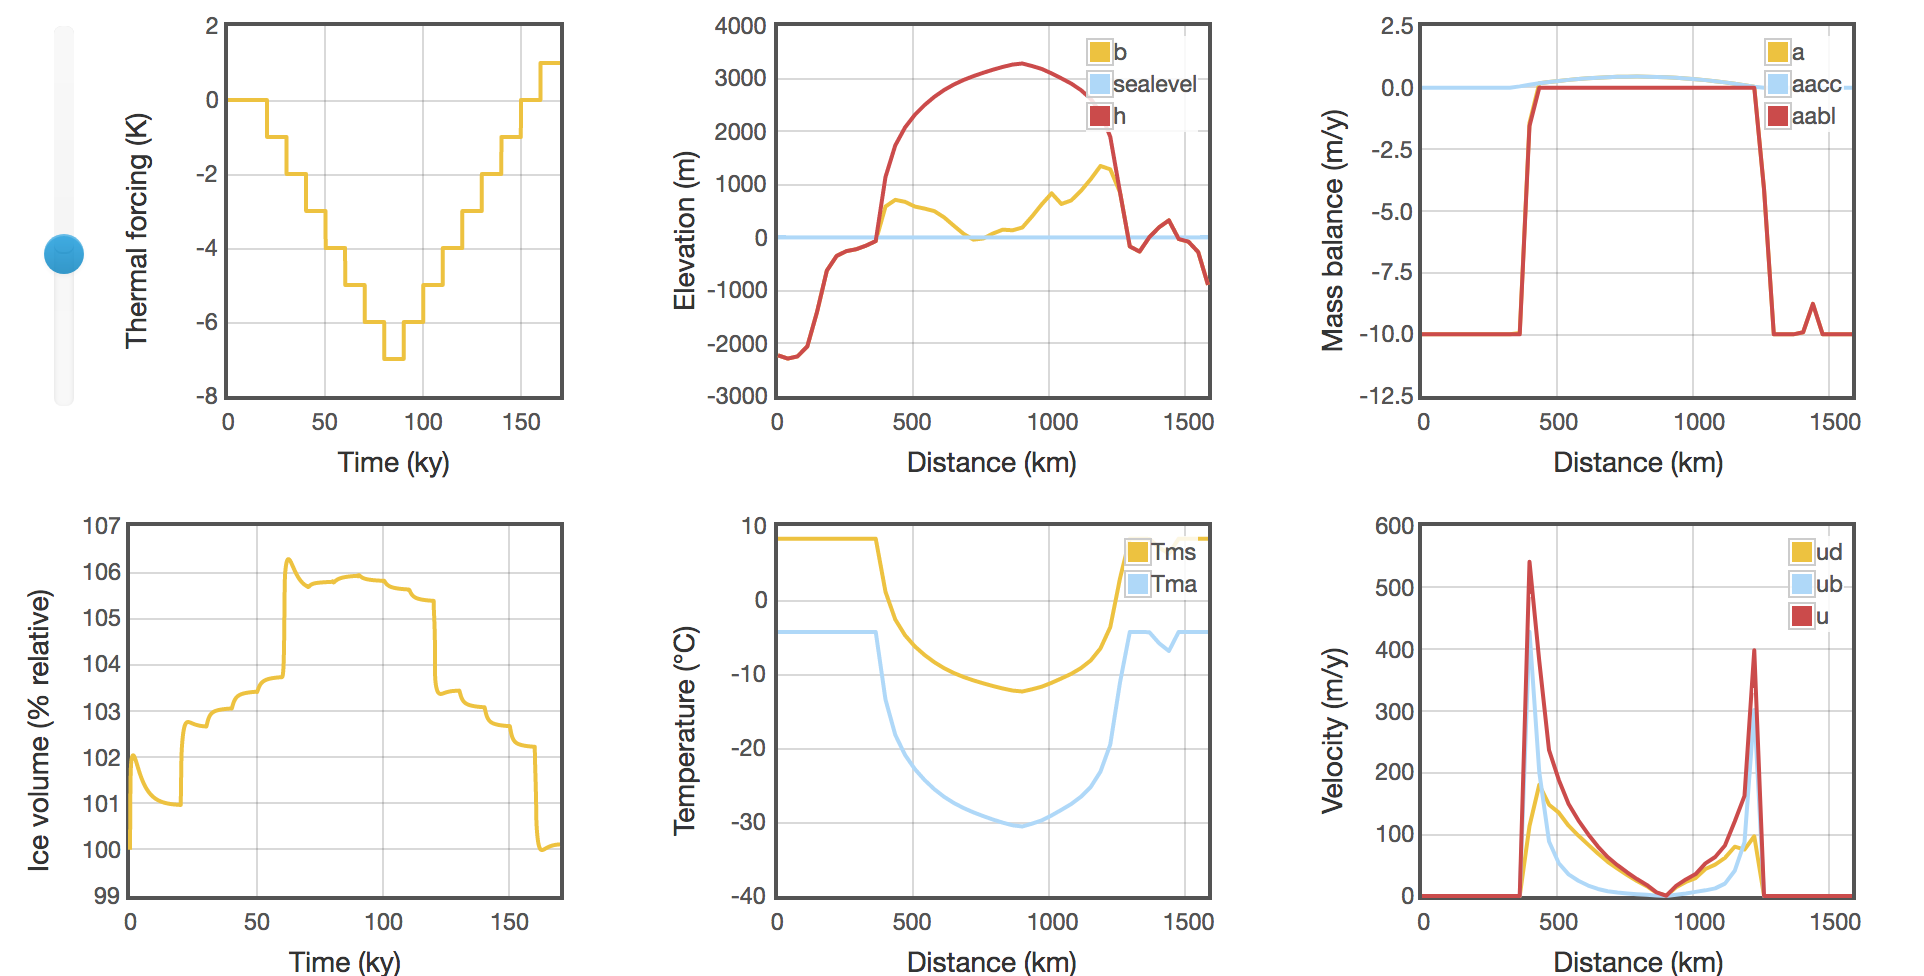 Thermal forcing (K)
2
0
-2
-4
-6
-8
0 50 100 150
Time (ky)
Elevation (m)
4000
3000
2000
1000
0
-1000
-2000
-3000
b
sealevel
h
0 500 1000 1500
Distance (km)
Mass balance (m/y)
2.5
0.0
-2.5
-5.0
-7.5
-10.0
-12.5
a
aacc
aabl
0 500 1000 1500
Distance (km)
Ice volume (% relative)
107
106
105
104
103
102
101
100
99
0 50 100 150
Time (ky)
Temperature (°C)
10
0
-10
-20
-30
-40
Tms
Tma
0 500 1000 1500
Distance (km)
Velocity (m/y)
600
500
400
300
200
100
0
ud
ub
u
0 500 1000 1500
Distance (km)